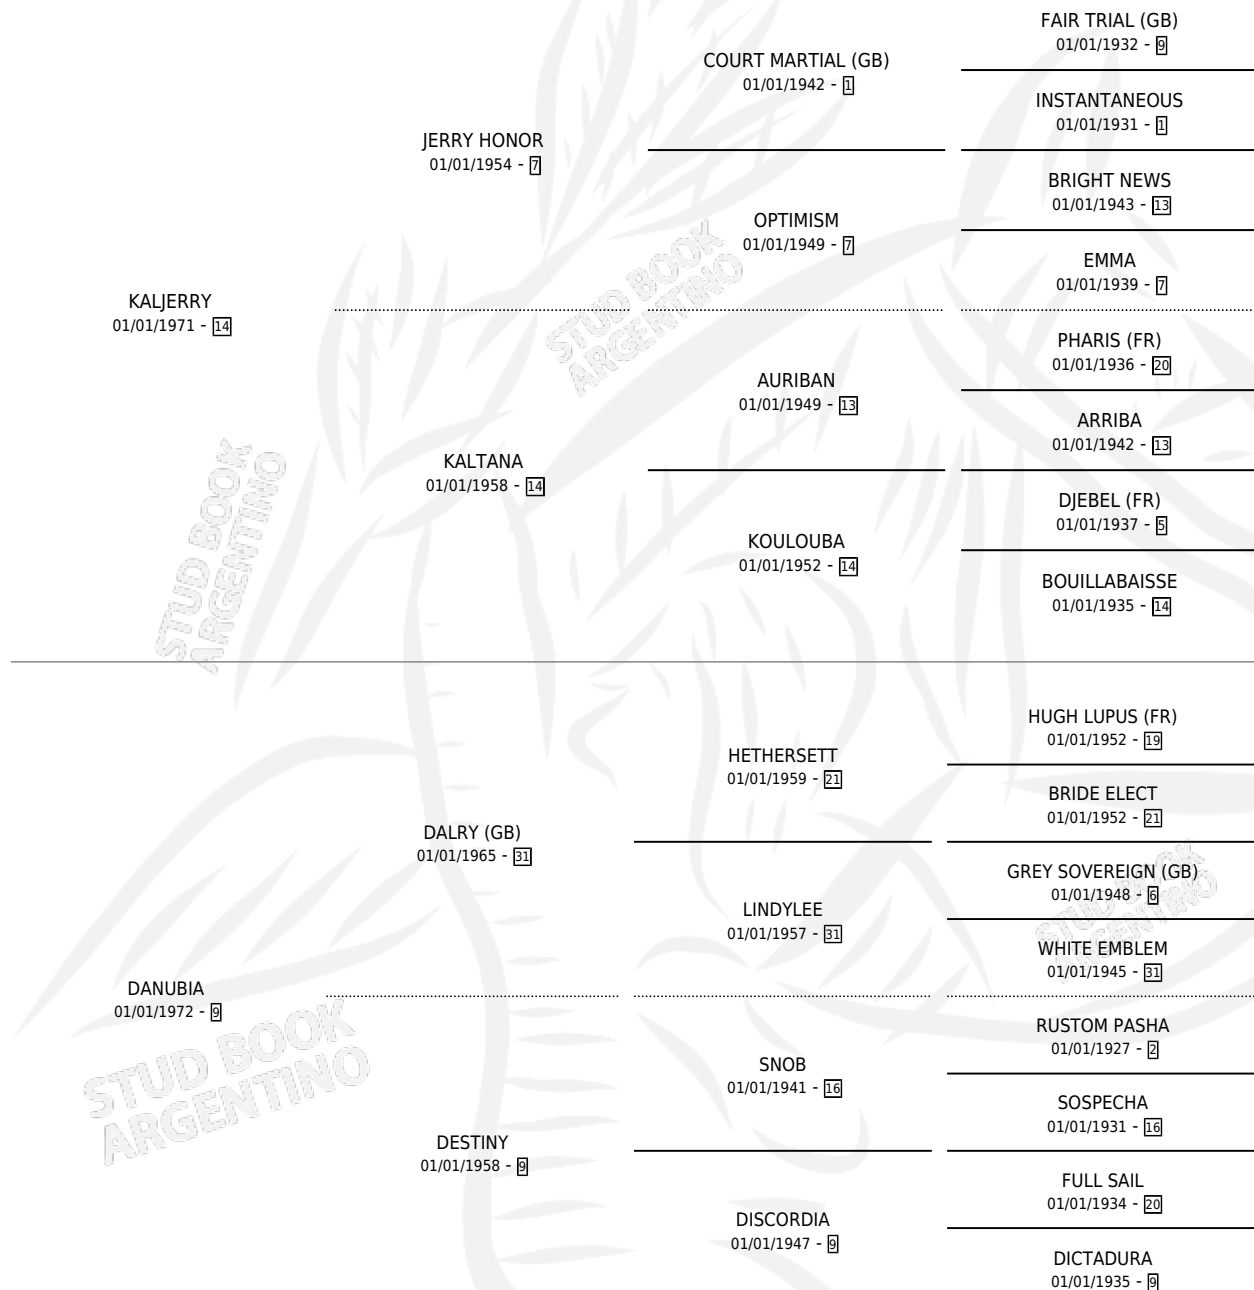 FAIR TRIAL (GB)
01/01/1932 - 9
COURT MARTIAL (GB)
01/01/1942 - 1
INSTANTANEOUS
01/01/1931 - 1
JERRY HONOR
01/01/1954 - 7
BRIGHT NEWS
01/01/1943 - 13
OPTIMISM
01/01/1949 - 7
EMMA
01/01/1939 - 7
KALJERRY
01/01/1971 - 14
PHARIS (FR)
01/01/1936 - 20
AURIBAN
01/01/1949 - 13
ARRIBA
01/01/1942 - 13
KALTANA
01/01/1958 - 14
DJEBEL (FR)
01/01/1937 - 5
KOULOUBA
01/01/1952 - 14
BOUILLABAISSE
01/01/1935 - 14
HUGH LUPUS (FR)
01/01/1952 - 19
HETHERSETT
01/01/1959 - 21
BRIDE ELECT
01/01/1952 - 21
DALRY (GB)
01/01/1965 - 31
GREY SOVEREIGN (GB)
01/01/1948 - 6
LINDYLEE
01/01/1957 - 31
WHITE EMBLEM
01/01/1945 - 31
DANUBIA
01/01/1972 - 9
RUSTOM PASHA
01/01/1927 - 2
SNOB
01/01/1941 - 16
SOSPECHA
01/01/1931 - 16
DESTINY
01/01/1958 - 9
FULL SAIL
01/01/1934 - 20
DISCORDIA
01/01/1947 - 9
DICTADURA
01/01/1935 - 9
STUD BOOK
ARGENTINO
STUD BOOK
ARGENTINO
STUD BOOK
ARGENTINO
STUD BOOK
ARGENTINO